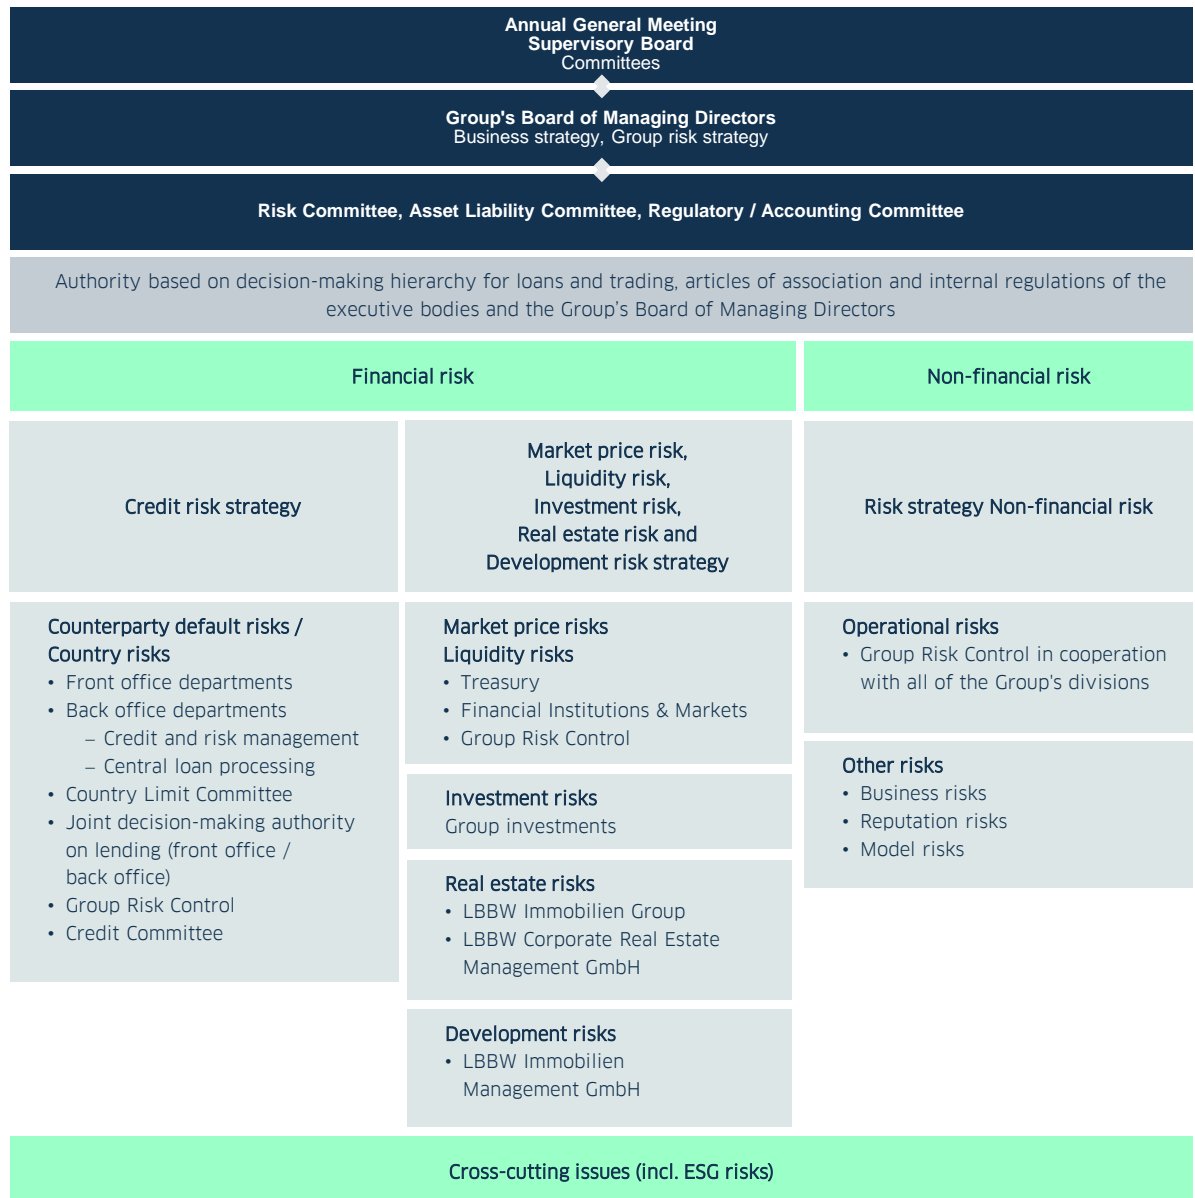 Annual General Meeting
Supervisory Board
Committees
Group's Board of Managing Directors
Business strategy, Group risk strategy
Risk Committee, Asset Liability Committee, Regulatory / Accounting Committee
Authority based on decision-making hierarchy for loans and trading, articles of association and internal regulations of the
executive bodies and the Group’s Board of Managing Directors
Financial risk
Non-financial risk
Credit risk strategy
Market price risk,
Liquidity risk,
Investment risk,
Real estate risk and
Development risk strategy
Risk strategy Non-financial risk
Counterparty default risks /
Country risks
• Front office departments
• Back office departments
– Credit and risk management
– Central loan processing
• Country Limit Committee
• Joint decision-making authority
on lending (front office /
back office)
• Group Risk Control
• Credit Committee
Market price risks
Liquidity risks
• Treasury
• Financial Institutions & Markets
• Group Risk Control
Investment risks
Group investments
Real estate risks
• LBBW Immobilien Group
• LBBW Corporate Real Estate
Management GmbH
Development risks
• LBBW Immobilien
Management GmbH
Operational risks
• Group Risk Control in cooperation
with all of the Group's divisions
Other risks
• Business risks
• Reputation risks
• Model risks
Cross-cutting issues (incl. ESG risks)